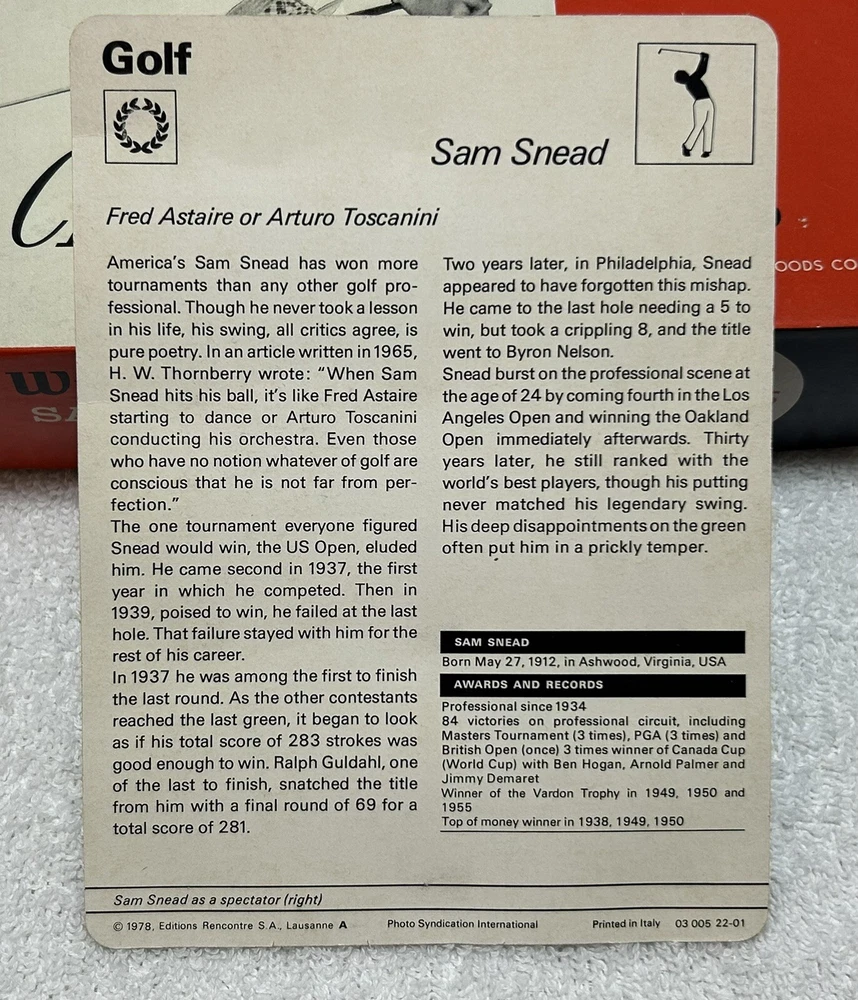 Golf
Sam Snead
Fred Astaire or Arturo Toscanini
America's Sam Snead has won more
tournaments than any other golf pro-
fessional. Though he never took a lesson
in his life, his swing, all critics agree, is
pure poetry. In an article written in 1965,
H. W. Thornberry wrote: "When Sam
Snead hits his ball, it's like Fred Astaire
starting to dance or Arturo Toscanini
conducting his orchestra. Even those
who have no notion whatever of golf are
conscious that he is not far from per-
fection."
The one tournament everyone figured
Snead would win, the US Open, eluded
him. He came second in 1937, the first
year in which he competed. Then in
1939, poised to win, he failed at the last
hole. That failure stayed with him for the
rest of his career.
In 1937 he was among the first to finish
the last round. As the other contestants
reached the last green, it began to look
as if his total score of 283 strokes was
good enough to win. Ralph Guldahl, one
of the last to finish, snatched the title
from him with a final round of 69 for a
total score of 281.
Two years later, in Philadelphia, Snead
appeared to have forgotten this mishap.
He came to the last hole needing a 5 to
win, but took a crippling 8, and the title
went to Byron Nelson.
Snead burst on the professional scene at
the age of 24 by coming fourth in the Los
Angeles Open and winning the Oakland
Open immediately afterwards. Thirty
years later, he still ranked with the
world's best players, though his putting
never matched his legendary swing.
His deep disappointments on the green
often put him in a prickly temper.
SAM SNEAD
Born May 27, 1912, in Ashwood, Virginia, USA
AWARDS AND RECORDS
Professional since 1934
84 victories on professional circuit, including
Masters Tournament (3 times), PGA (3 times) and
British Open (once) 3 times winner of Canada Cup
(World Cup) with Ben Hogan, Arnold Palmer and
Jimmy Demaret
Winner of the Vardon Trophy in 1949, 1950 and
1955
Top of money winner in 1938, 1949, 1950
Sam Snead as a spectator (right)
© 1978, Editions Rencontre S.A., Lausanne A Photo Syndication International Printed in Italy 03 005 22-01
OODS CO